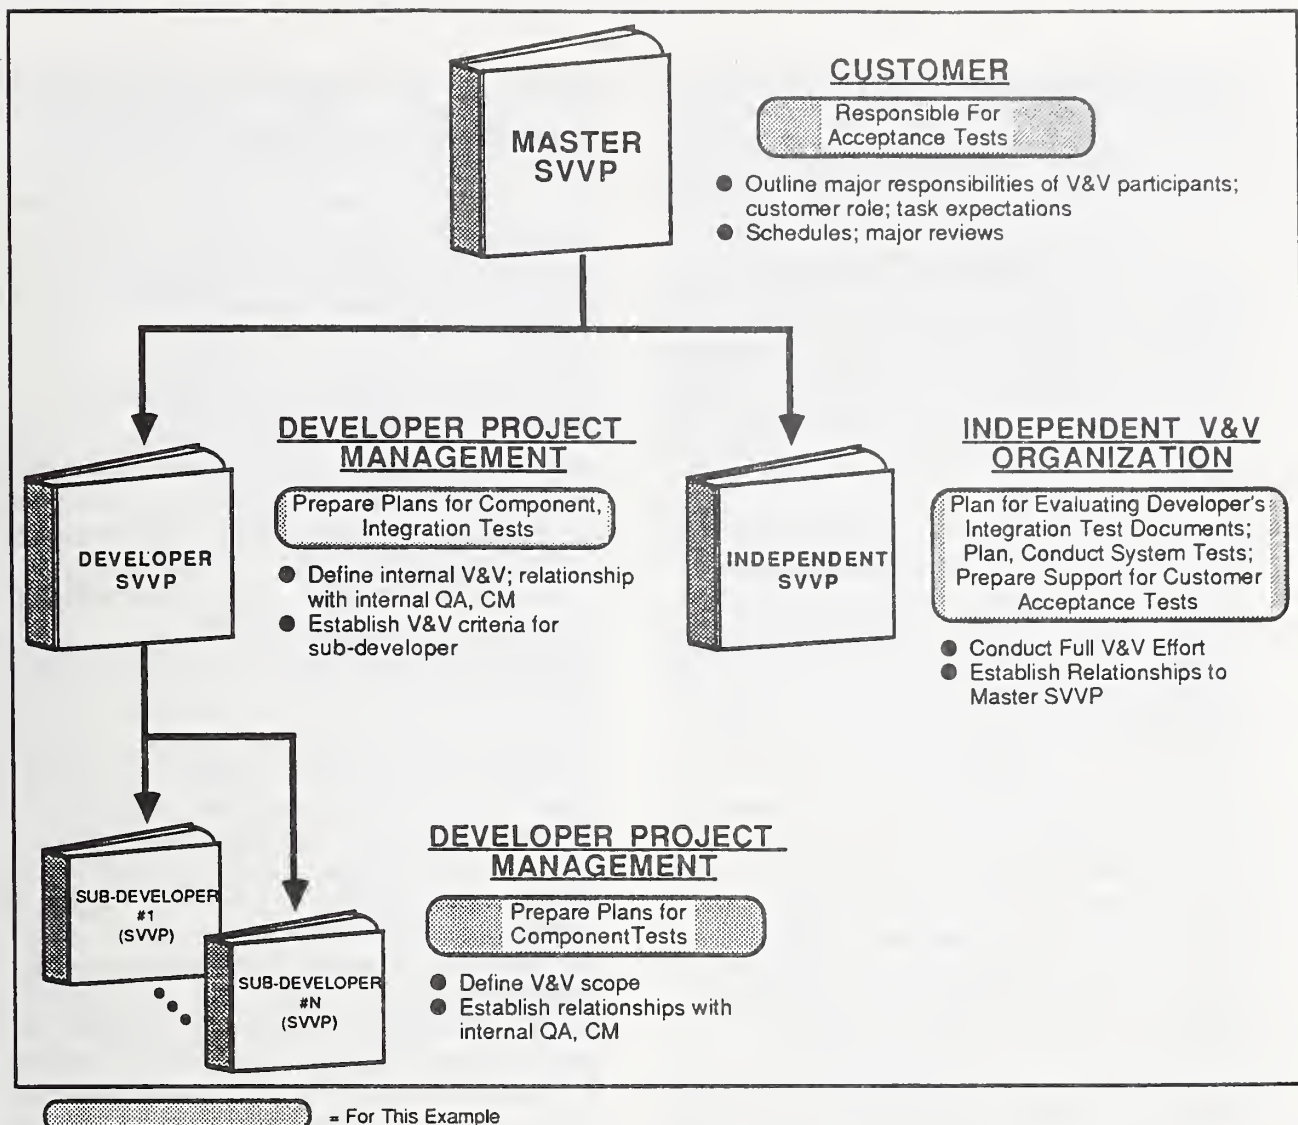 MASTER
SVVP
CUSTOMER
Responsible For
Acceptance Tests
● Outline major responsibilities of V&V participants;
customer role; task expectations
● Schedules; major reviews
DEVELOPER
SVVP
DEVELOPER PROJECT
MANAGEMENT
Prepare Plans for Component,
Integration Tests
● Define internal V&V; relationship
with internal QA, CM
● Establish V&V criteria for
sub-developer
INDEPENDENT
SVVP
INDEPENDENT V&V
ORGANIZATION
Plan for Evaluating Developer's
Integration Test Documents;
Plan, Conduct System Tests;
Prepare Support for Customer
Acceptance Tests
● Conduct Full V&V Effort
● Establish Relationships to
Master SVVP
SUB-DEVELOPER
#1
(SVVP)
SUB-DEVELOPER
#N
(SVVP)
DEVELOPER PROJECT
MANAGEMENT
Prepare Plans for
ComponentTests
● Define V&V scope
● Establish relationships with
internal QA, CM
= For This Example